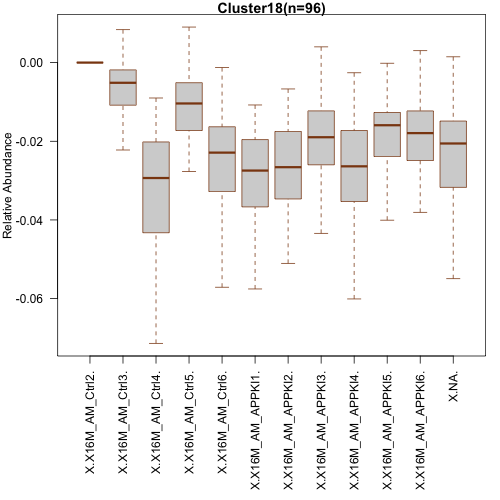 Cluster18(n=96)
Relative Abundance
0.00
-0.02
-0.04
-0.06
X.X16M_AM_Ctrl2.
X.X16M_AM_Ctrl3.
X.X16M_AM_Ctrl4.
X.X16M_AM_Ctrl5.
X.X16M_AM_Ctrl6.
X.X16M_AM_APPKI1.
X.X16M_AM_APPKI2.
X.X16M_AM_APPKI3.
X.X16M_AM_APPKI4.
X.X16M_AM_APPKI5.
X.X16M_AM_APPKI6.
X.NA.